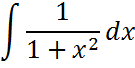 ∫ 1/(1 + x²) dx